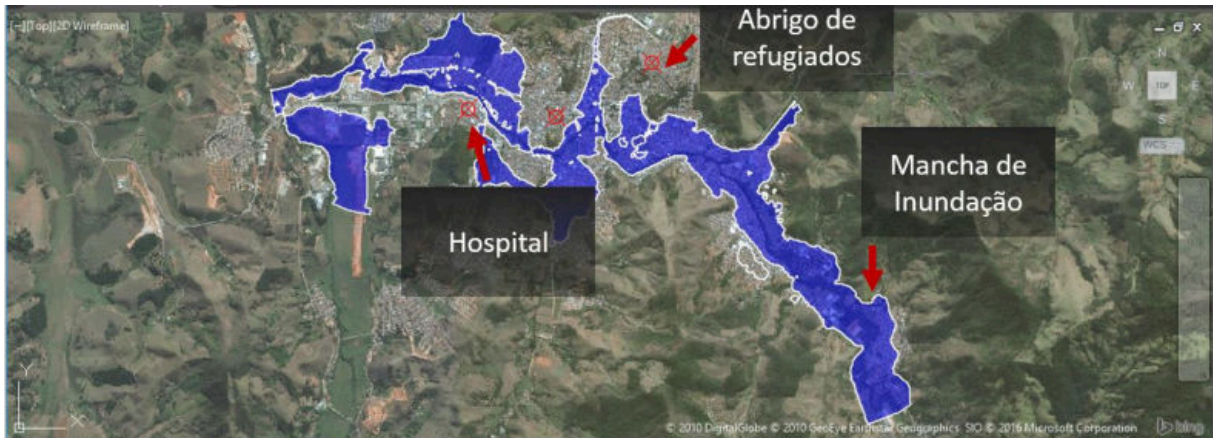 [−][Top][2D Wireframe]
Abrigo de
refugiados
N
W
TOP
E
S
WCS
Mancha de
Inundação
Hospital
Y
X
© 2010 DigitalGlobe © 2010 GeoEye Earthstar Geographics SIO © 2016 Microsoft Corporation
bing